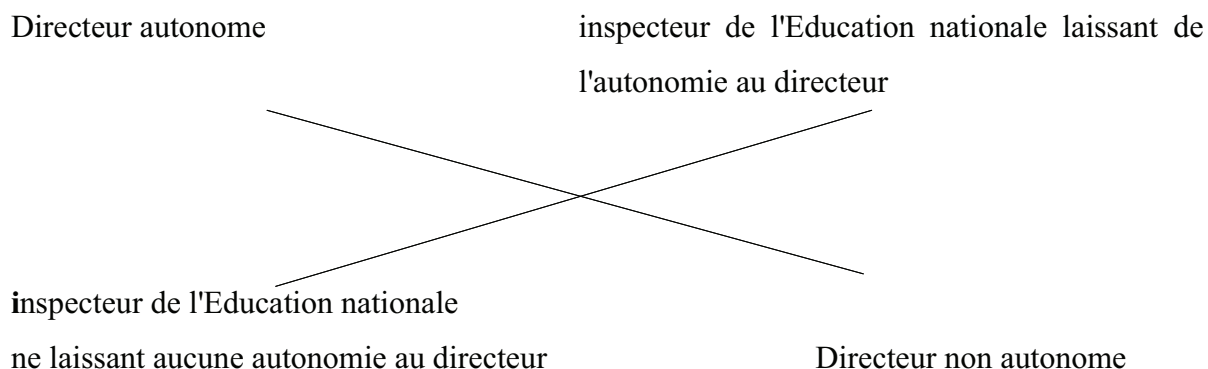 Directeur autonome
inspecteur de l'Education nationale laissant de
l'autonomie au directeur
inspecteur de l'Education nationale
ne laissant aucune autonomie au directeur
Directeur non autonome